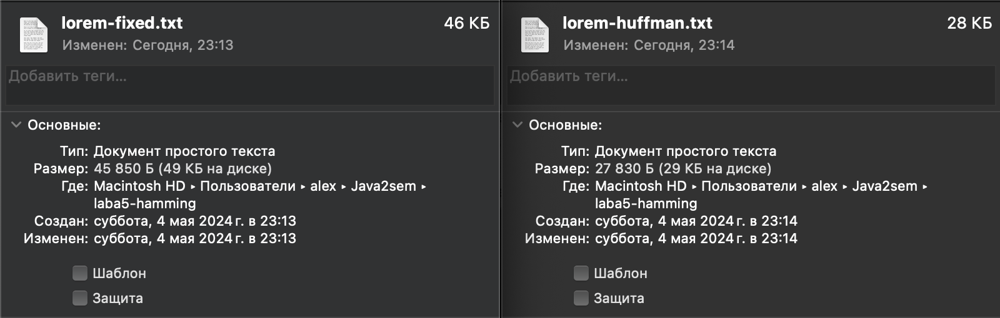 lorem-fixed.txt
46 КБ
Изменен: Сегодня, 23:13
Добавить теги...
Основные:
Тип: Документ простого текста
Размер: 45 850 Б (49 КБ на диске)
Где: Macintosh HD ▸ Пользователи ▸ alex ▸ Java2sem ▸
laba5-hamming
Создан: суббота, 4 мая 2024 г. в 23:13
Изменен: суббота, 4 мая 2024 г. в 23:13
Шаблон
Защита
lorem-huffman.txt
28 КБ
Изменен: Сегодня, 23:14
Добавить теги...
Основные:
Тип: Документ простого текста
Размер: 27 830 Б (29 КБ на диске)
Где: Macintosh HD ▸ Пользователи ▸ alex ▸ Java2sem ▸
laba5-hamming
Создан: суббота, 4 мая 2024 г. в 23:14
Изменен: суббота, 4 мая 2024 г. в 23:14
Шаблон
Защита